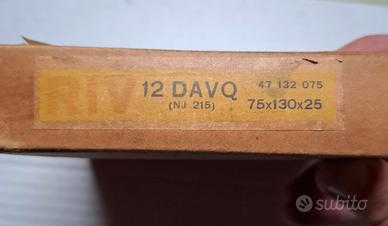 RIV 12 DAVQ 47 132 075
(NJ 215) 75x130x25
subito